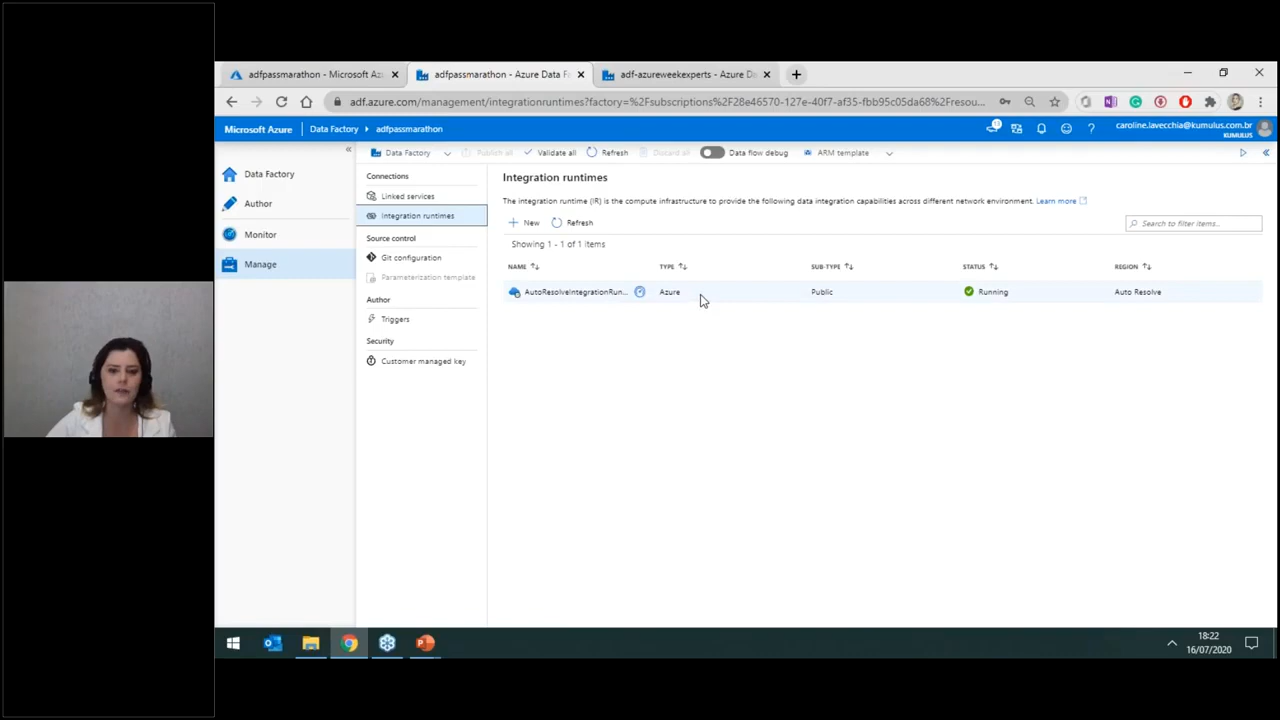 adfpassmarathon - Microsoft Az
adfpassmarathon - Azure Data F
adf-azureweekexperts - Azure Da
adf.azure.com/management/integrationruntimes?factory=%2Fsubscriptions%2F28e46570-127e-40f7-af35-fbb95c05da68%2Fresou...
Microsoft Azure
Data Factory
adfpassmarathon
caroline.lavecchia@kumulus.com.br
KUMULUS
Data Factory
Author
Monitor
Manage
Data Factory
Publish all
Validate all
Refresh
Discard all
Data flow debug
ARM template
Connections
Linked services
Integration runtimes
Source control
Git configuration
Parameterization template
Author
Triggers
Security
Customer managed key
Integration runtimes
The integration runtime (IR) is the compute infrastructure to provide the following data integration capabilities across different network environment. Learn more
New
Refresh
Search to filter items...
Showing 1 - 1 of 1 items
NAME TYPE SUB-TYPE STATUS REGION
AutoResolveIntegrationRun... Azure Public Running Auto Resolve
18:22
16/07/2020